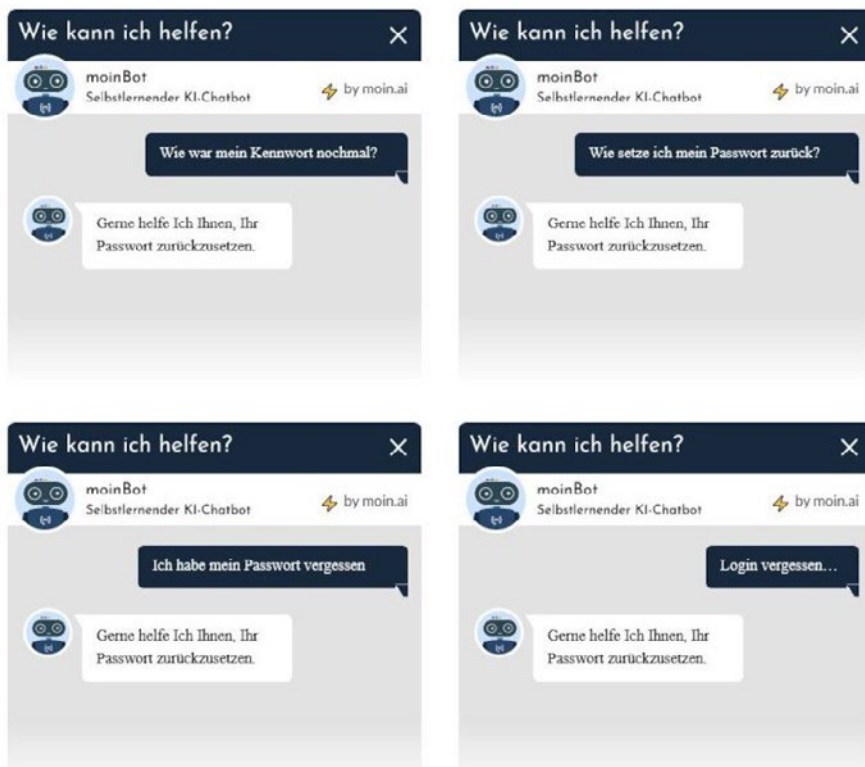 Wie kann ich helfen?
moinBot
Selbstlernender KI-Chatbot
by moin.ai
Wie war mein Kennwort nochmal?
Gerne helfe Ich Ihnen, Ihr
Passwort zurückzusetzen.
Wie kann ich helfen?
moinBot
Selbstlernender KI-Chatbot
by moin.ai
Wie setze ich mein Passwort zurück?
Gerne helfe Ich Ihnen, Ihr
Passwort zurückzusetzen.
Wie kann ich helfen?
moinBot
Selbstlernender KI-Chatbot
by moin.ai
Ich habe mein Passwort vergessen
Gerne helfe Ich Ihnen, Ihr
Passwort zurückzusetzen.
Wie kann ich helfen?
moinBot
Selbstlernender KI-Chatbot
by moin.ai
Login vergessen…
Gerne helfe Ich Ihnen, Ihr
Passwort zurückzusetzen.